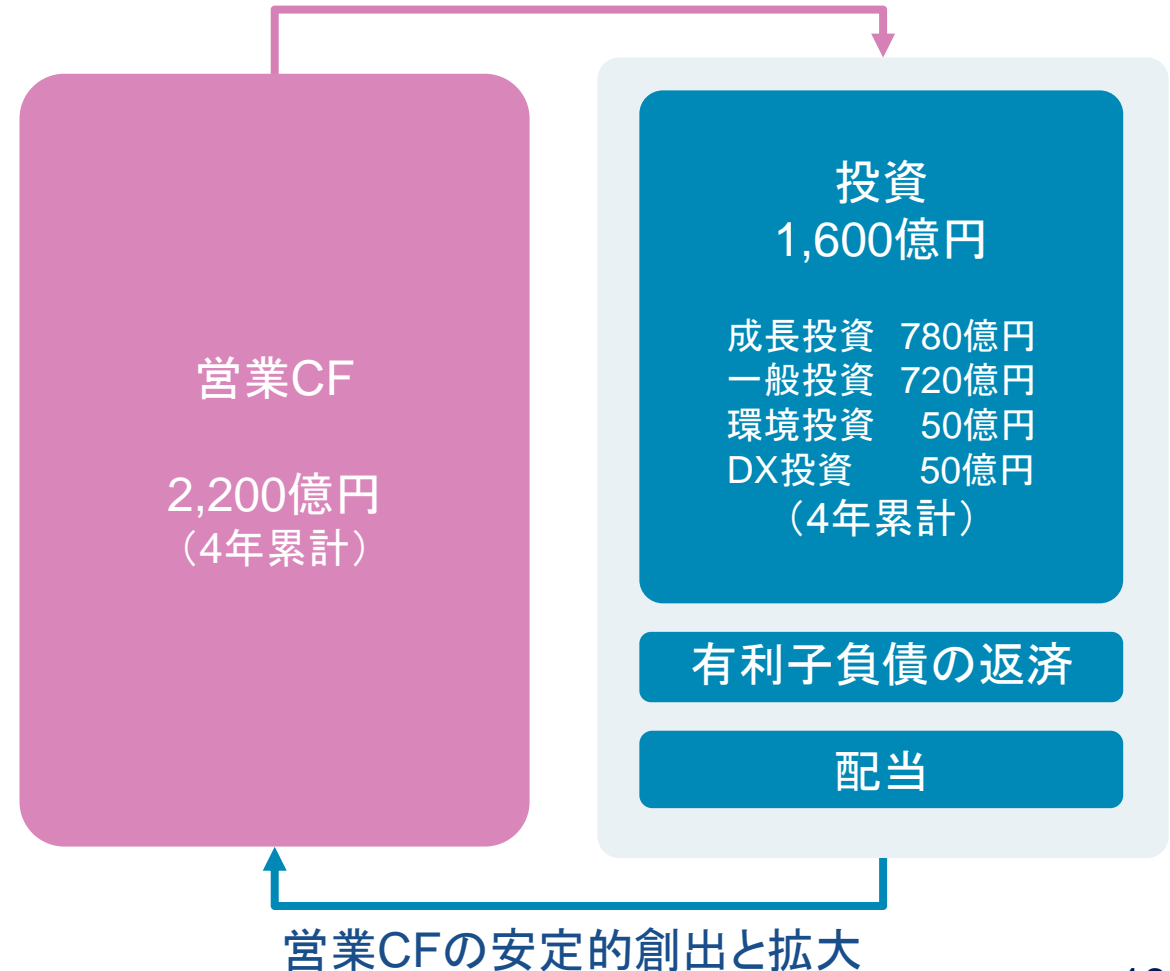 営業CF
2,200億円
（4年累計）
投資
1,600億円
成長投資 780億円
一般投資 720億円
環境投資 50億円
DX投資 50億円
（4年累計）
有利子負債の返済
配当
営業CFの安定的創出と拡大